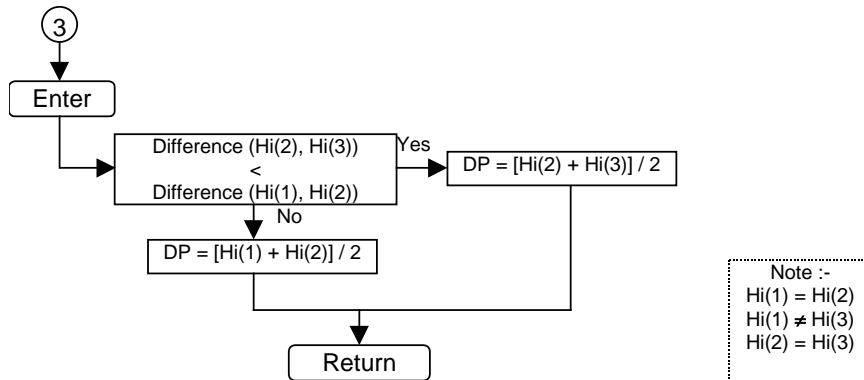 3
Enter
Difference (Hi(2), Hi(3))
<
Difference (Hi(1), Hi(2))
Yes
DP = [Hi(2) + Hi(3)] / 2
No
DP = [Hi(1) + Hi(2)] / 2
Return
Note :-
Hi(1) = Hi(2)
Hi(1) ≠ Hi(3)
Hi(2) = Hi(3)